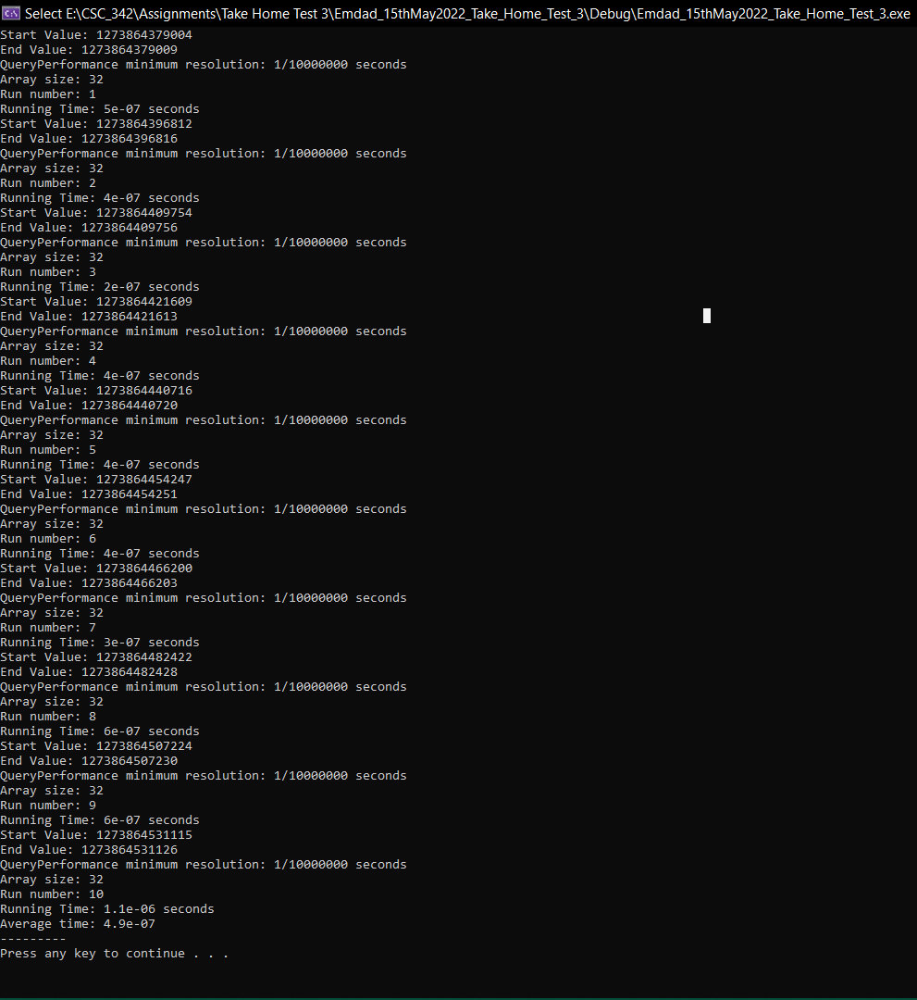 Select E:\CSC_342\Assignments\Take Home Test 3\Emdad_15thMay2022_Take_Home_Test_3\Debug\Emdad_15thMay2022_Take_Home_Test_3.exe
Start Value: 1273864379004
End Value: 1273864379009
QueryPerformance minimum resolution: 1/10000000 seconds
Array size: 32
Run number: 1
Running Time: 5e-07 seconds
Start Value: 1273864396812
End Value: 1273864396816
QueryPerformance minimum resolution: 1/10000000 seconds
Array size: 32
Run number: 2
Running Time: 4e-07 seconds
Start Value: 1273864409754
End Value: 1273864409756
QueryPerformance minimum resolution: 1/10000000 seconds
Array size: 32
Run number: 3
Running Time: 2e-07 seconds
Start Value: 1273864421609
End Value: 1273864421613
QueryPerformance minimum resolution: 1/10000000 seconds
Array size: 32
Run number: 4
Running Time: 4e-07 seconds
Start Value: 1273864440716
End Value: 1273864440720
QueryPerformance minimum resolution: 1/10000000 seconds
Array size: 32
Run number: 5
Running Time: 4e-07 seconds
Start Value: 1273864454247
End Value: 1273864454251
QueryPerformance minimum resolution: 1/10000000 seconds
Array size: 32
Run number: 6
Running Time: 4e-07 seconds
Start Value: 1273864466200
End Value: 1273864466203
QueryPerformance minimum resolution: 1/10000000 seconds
Array size: 32
Run number: 7
Running Time: 3e-07 seconds
Start Value: 1273864482422
End Value: 1273864482428
QueryPerformance minimum resolution: 1/10000000 seconds
Array size: 32
Run number: 8
Running Time: 6e-07 seconds
Start Value: 1273864507224
End Value: 1273864507230
QueryPerformance minimum resolution: 1/10000000 seconds
Array size: 32
Run number: 9
Running Time: 6e-07 seconds
Start Value: 1273864531115
End Value: 1273864531126
QueryPerformance minimum resolution: 1/10000000 seconds
Array size: 32
Run number: 10
Running Time: 1.1e-06 seconds
Average time: 4.9e-07
---------
Press any key to continue . . .